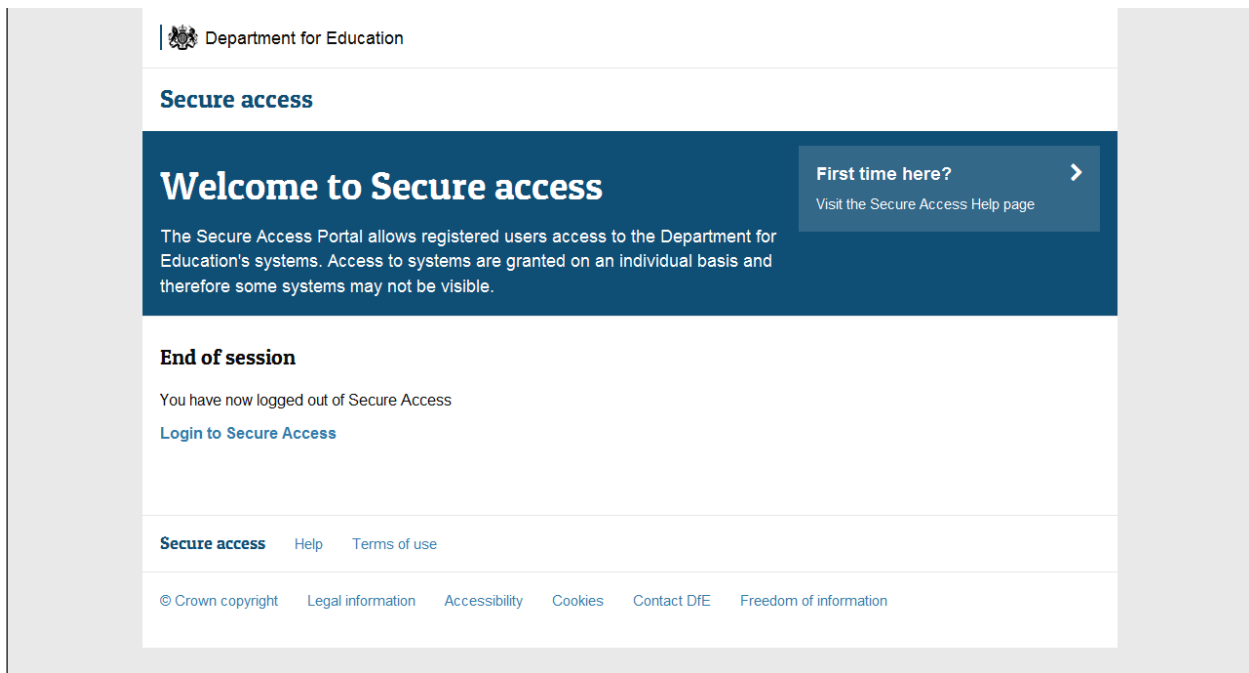 Department for Education
Secure access
Welcome to Secure access
The Secure Access Portal allows registered users access to the Department for
Education's systems. Access to systems are granted on an individual basis and
therefore some systems may not be visible.
First time here?
Visit the Secure Access Help page
End of session
You have now logged out of Secure Access
Login to Secure Access
Secure access Help Terms of use
© Crown copyright Legal information Accessibility Cookies Contact DfE Freedom of information